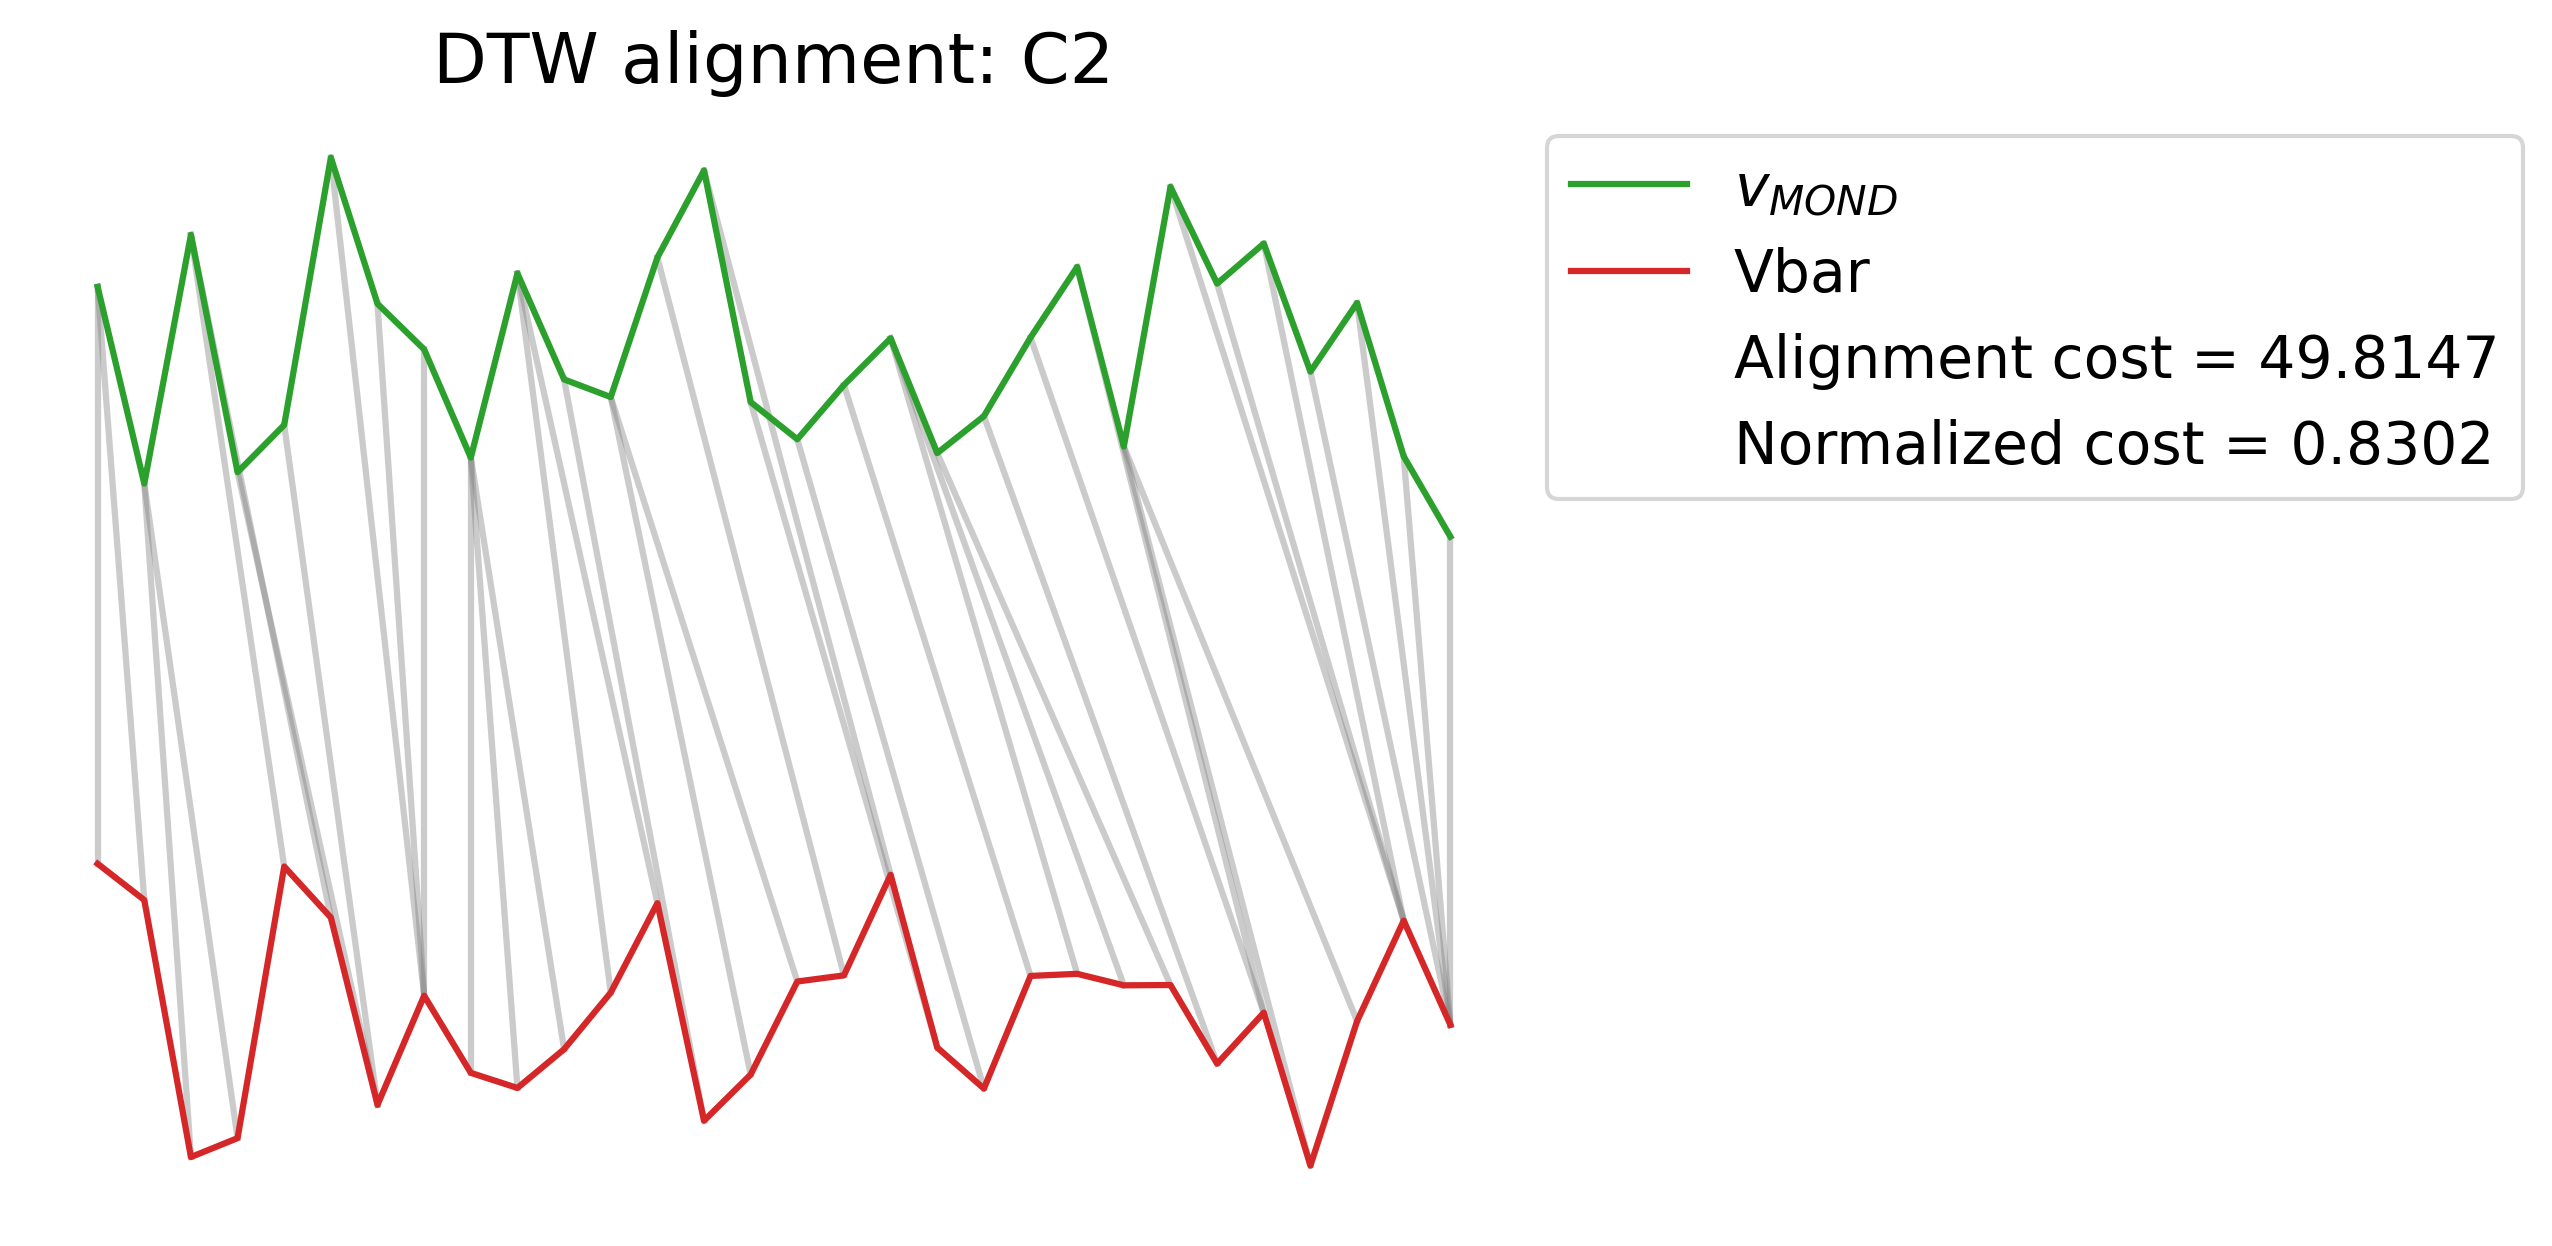 DTW alignment: C2
v_MOND
Vbar
Alignment cost = 49.8147
Normalized cost = 0.8302